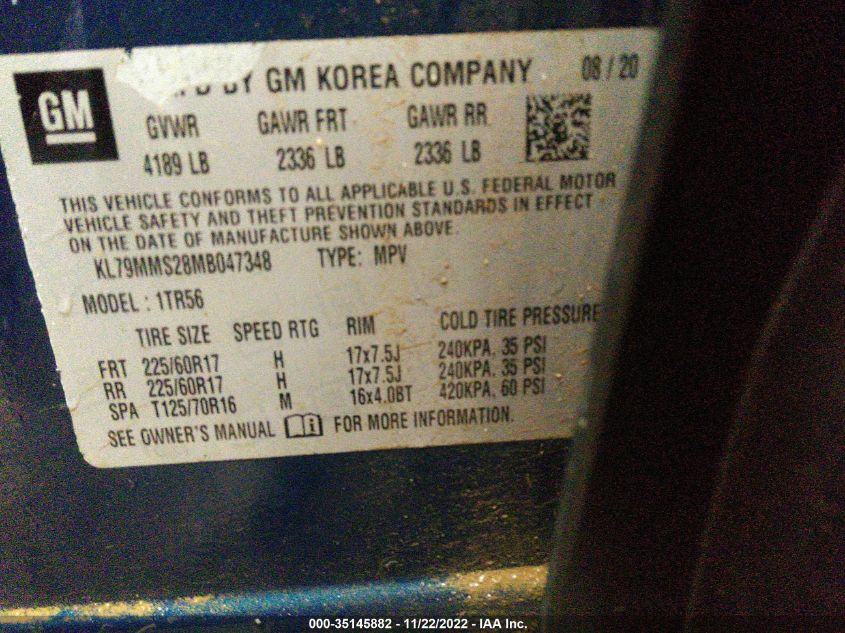 GM
BY GM KOREA COMPANY 08/20
GVWR GAWR FRT GAWR RR
4189 LB 2336 LB 2336 LB
THIS VEHICLE CONFORMS TO ALL APPLICABLE U.S. FEDERAL MOTOR
VEHICLE SAFETY AND THEFT PREVENTION STANDARDS IN EFFECT
ON THE DATE OF MANUFACTURE SHOWN ABOVE.
KL79MMS28MB047348 TYPE: MPV
MODEL: 1TR56
TIRE SIZE SPEED RTG RIM COLD TIRE PRESSURE
FRT 225/60R17 H 17x7.5J 240KPA, 35 PSI
RR 225/60R17 H 17x7.5J 240KPA, 35 PSI
SPA T125/70R16 M 16x4.0BT 420KPA, 60 PSI
SEE OWNER'S MANUAL FOR MORE INFORMATION.
000-35145882 - 11/22/2022 - IAA Inc.